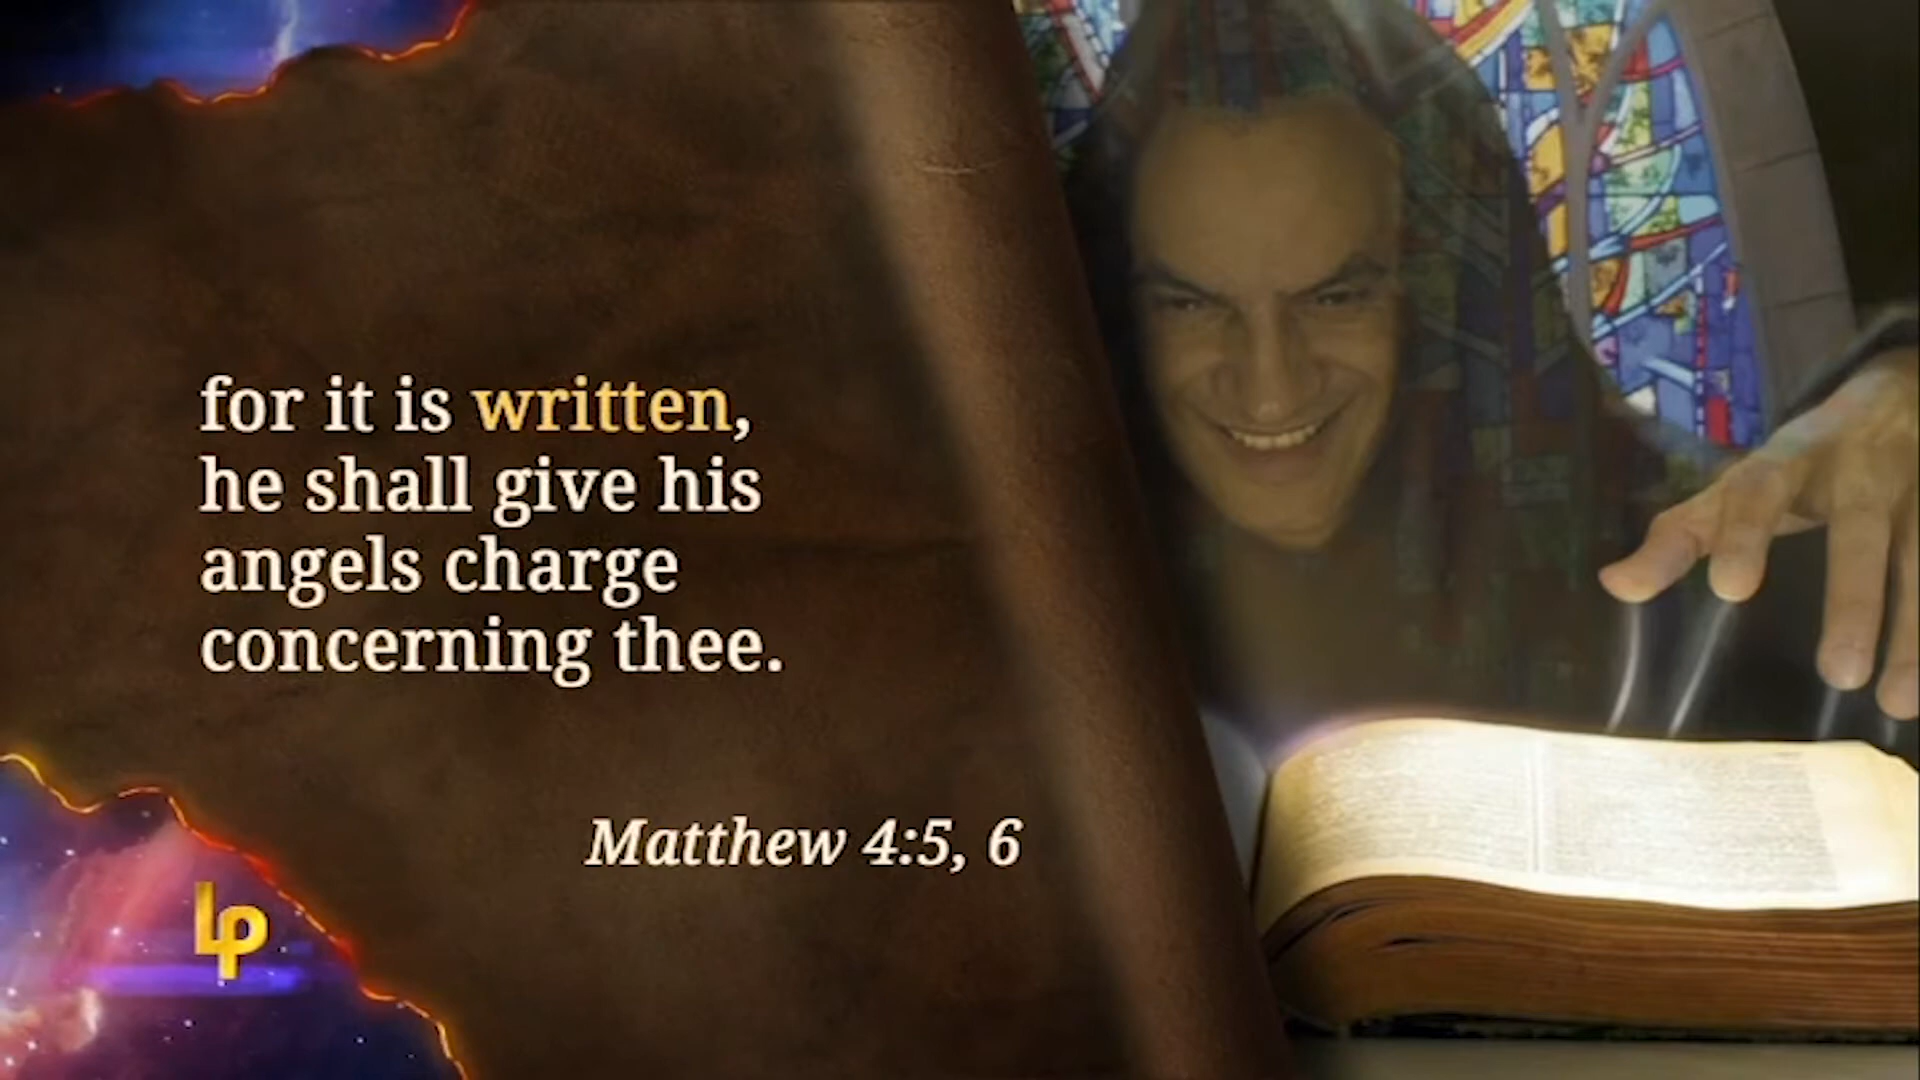 for it is written,
he shall give his
angels charge
concerning thee.
Matthew 4:5, 6
LP